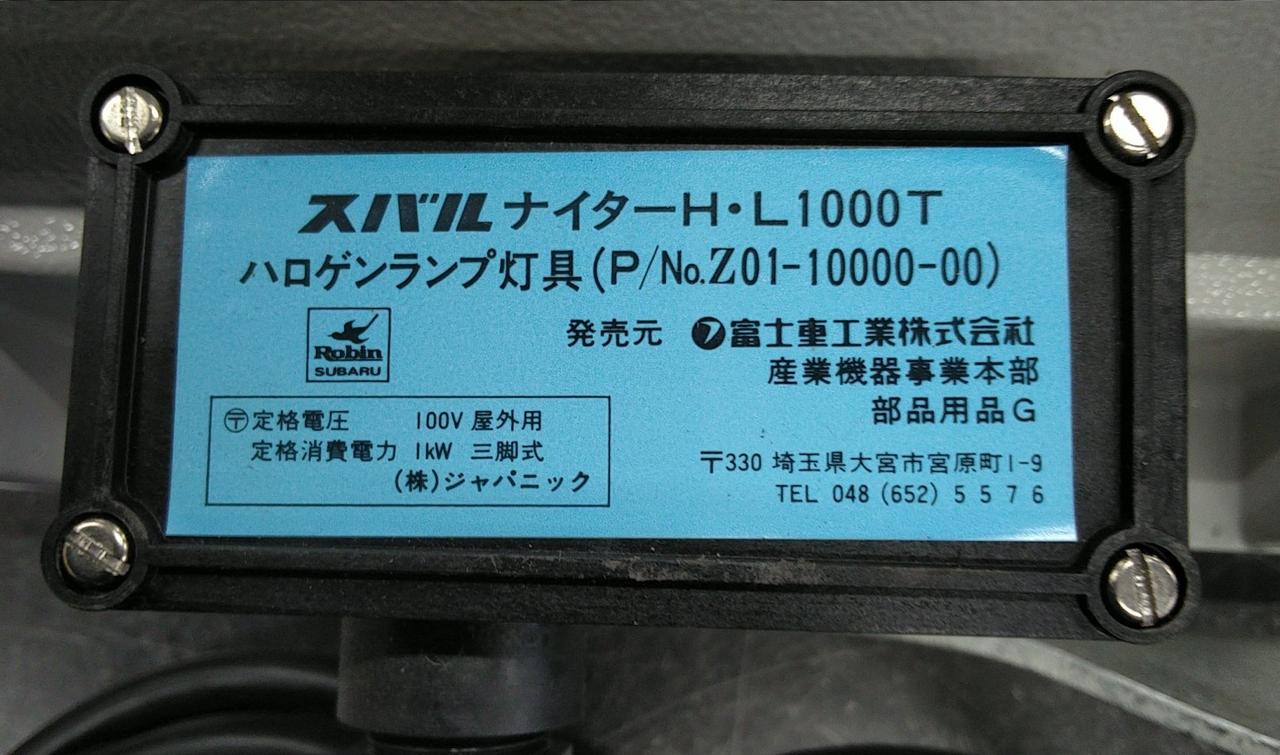 スバル ナイターH・L1000T
ハロゲンランプ灯具(P/No.Z01-10000-00)
Robin
SUBARU
発売元 フ富士重工業株式会社
産業機器事業本部
部品用品G
〒330 埼玉県大宮市宮原町1-9
TEL 048 (652) 5576
〶定格電圧 100V 屋外用
定格消費電力 1kW 三脚式
(株)ジャパニック